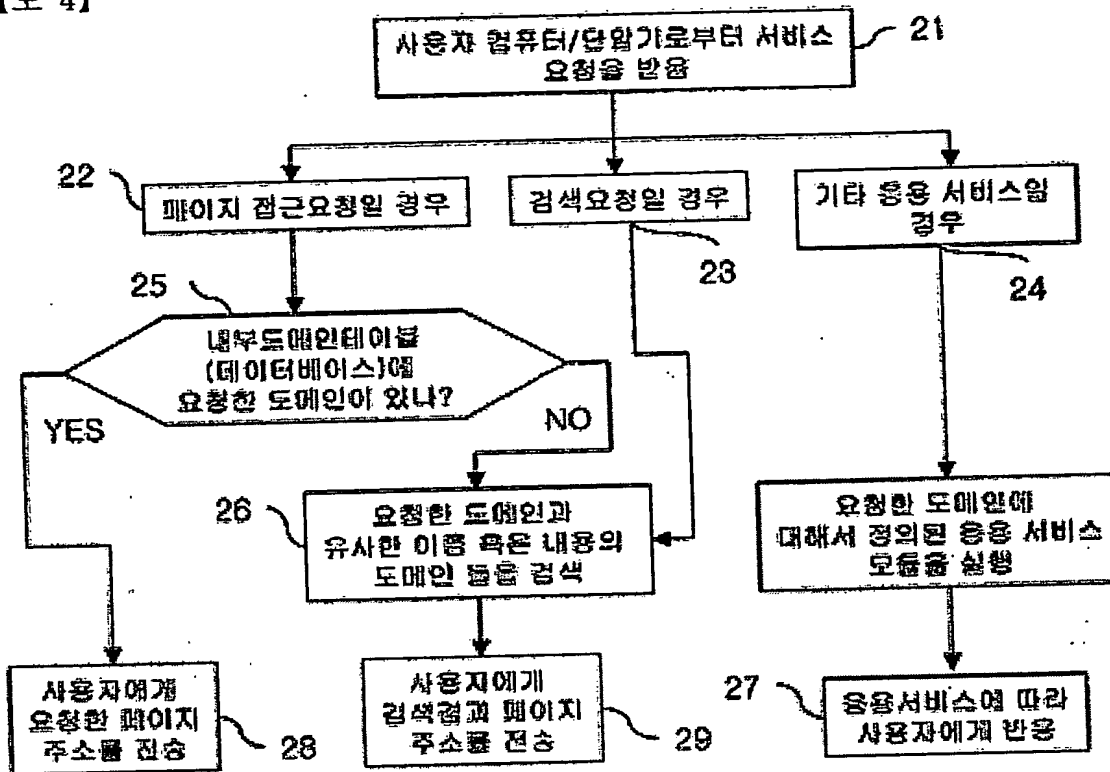 【도 4】
사용자 컴퓨터/단말기로부터 서비스
요청을 받음
21
22
페이지 접근요청일 경우
검색요청일 경우
23
기타 응용 서비스일
경우
24
25
내부도메인테이블
(데이터베이스)에
요청한 도메인이 있나?
YES
NO
26
요청한 도메인과
유사한 이름 혹은 내용의
도메인 들을 검색
요청한 도메인에
대해서 정의된 응용 서비스
모듈을 실행
사용자에게
요청한 페이지
주소를 전송
28
사용자에게
검색결과 페이지
주소를 전송
29
27
응용서비스에 따라
사용자에게 반응